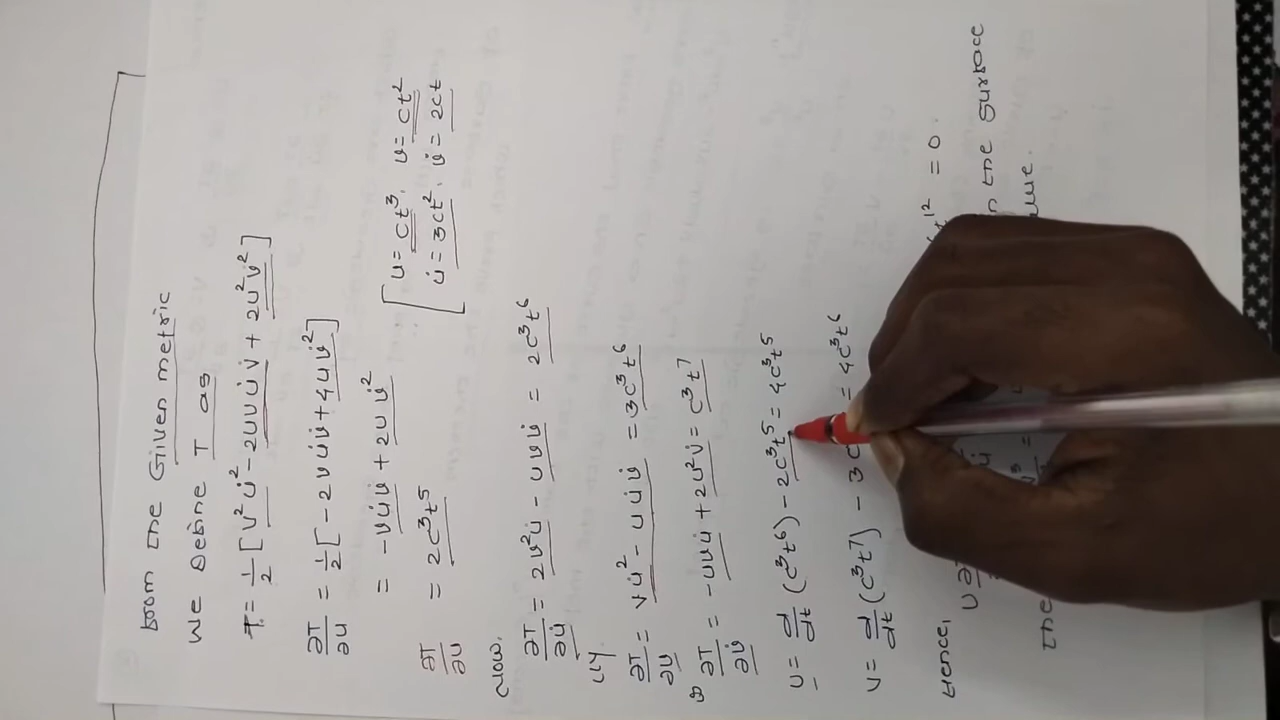 from the Given metric
We Define T as
T = 1/2 [v²u̇² - 2uvu̇v̇ + 2u²v̇²]
∂T/∂u = 1/2 [-2vu̇v̇ + 4uv̇²]
= -vu̇v̇ + 2uv̇²
∂T/∂u = 2c³t⁵ ∵ [u = ct³, v = ct²
u̇ = 3ct², v̇ = 2ct
Now,
∂T/∂u̇ = 2v²u̇ - uvv̇ = 2c³t⁶
lly
∂T/∂v = vu̇² - uu̇v̇ = 3c³t⁶
& ∂T/∂v̇ = -uvu̇ + 2u²v̇ = c³t⁷
U = d/dt (c³t⁶) - 2c³t⁵ = 4c³t⁵
V = d/dt (c³t⁷) - 3c = 4c³t⁶
Hence, U ∂T t¹² = 0.
The n the surface